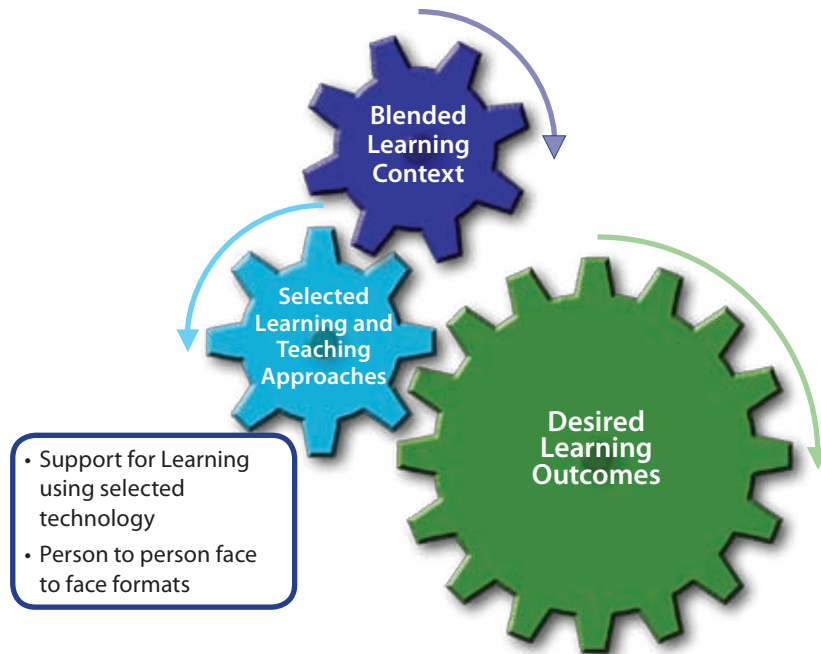 Blended
Learning
Context
Selected
Learning and
Teaching
Approaches
Desired
Learning
Outcomes
• Support for Learning
using selected
technology
• Person to person face
to face formats